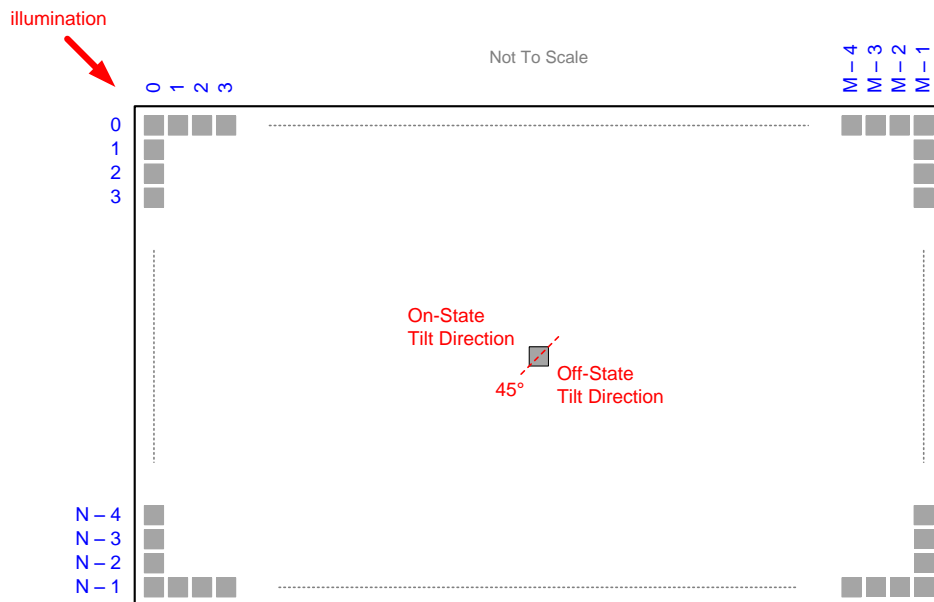 illumination
Not To Scale
0
1
2
3
M – 4
M – 3
M – 2
M – 1
0
1
2
3
On-State
Tilt Direction
45°
Off-State
Tilt Direction
N – 4
N – 3
N – 2
N – 1